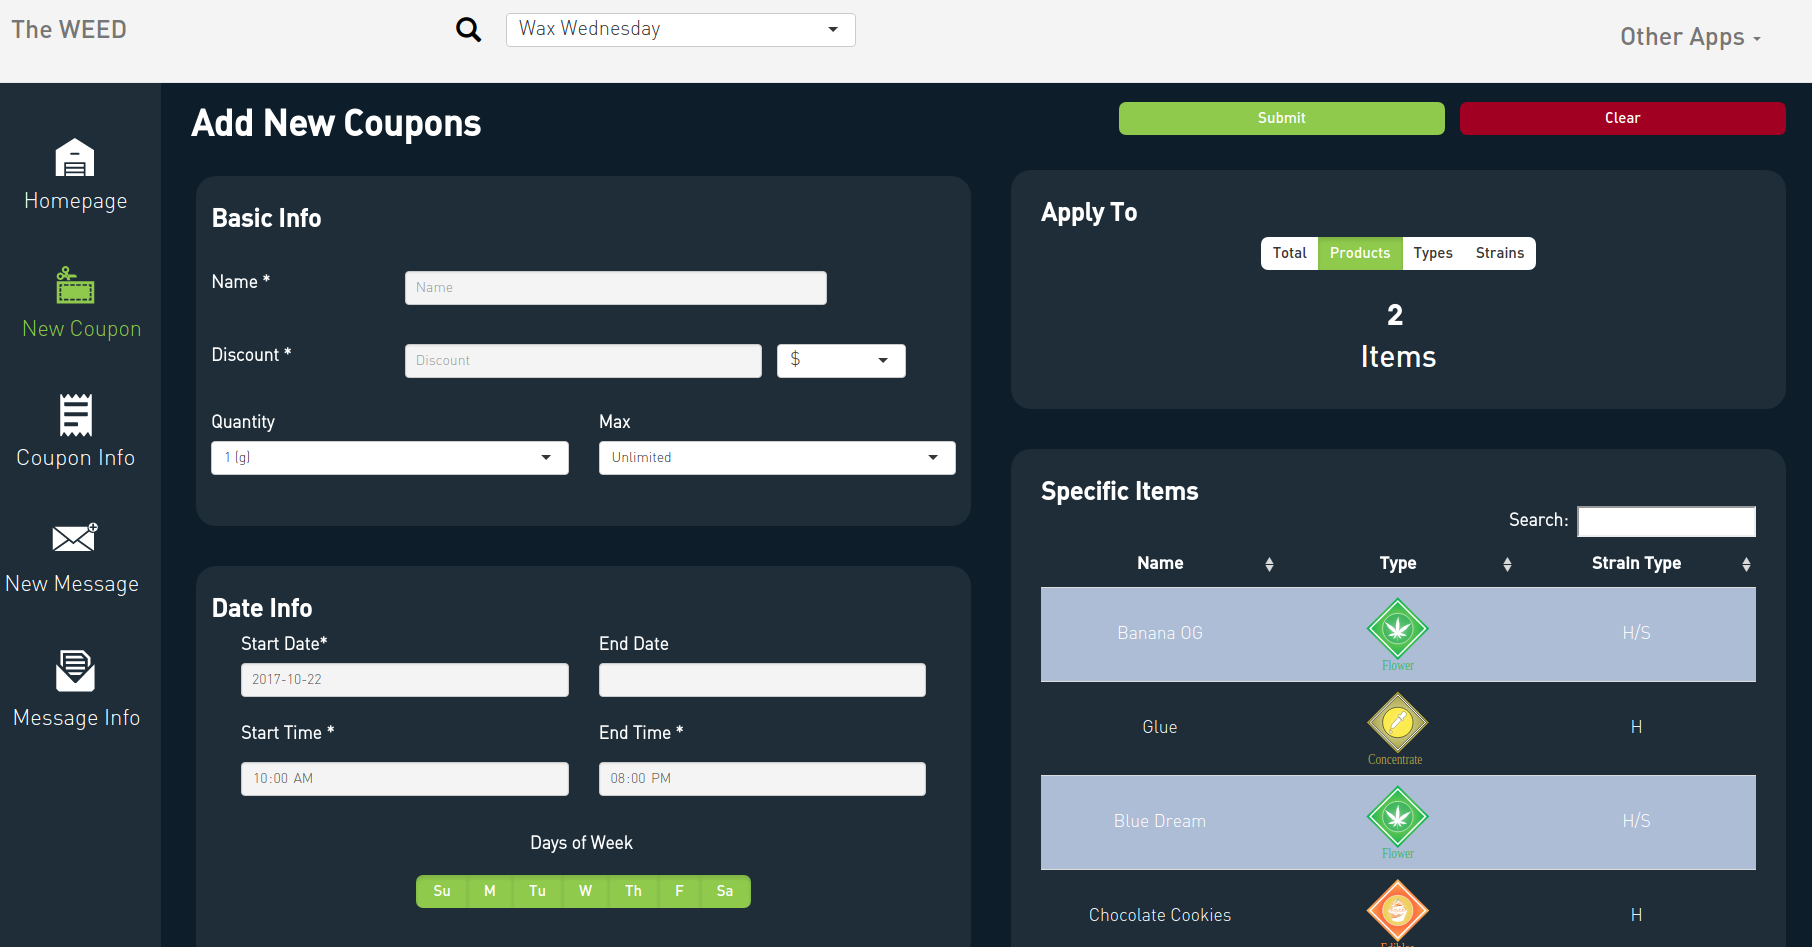 The WEED
Wax Wednesday
Other Apps
Homepage
New Coupon
Coupon Info
New Message
Message Info
Add New Coupons
Submit
Clear
Basic Info
Name *
Name
Discount *
Discount
$
Quantity
Max
1 (g)
Unlimited
Date Info
Start Date*
End Date
2017-10-22
Start Time *
End Time *
10:00 AM
08:00 PM
Days of Week
Su M Tu W Th F Sa
Apply To
Total Products Types Strains
2
Items
Specific Items
Search:
Name Type Strain Type
Banana OG Flower H/S
Glue Concentrate H
Blue Dream Flower H/S
Chocolate Cookies H